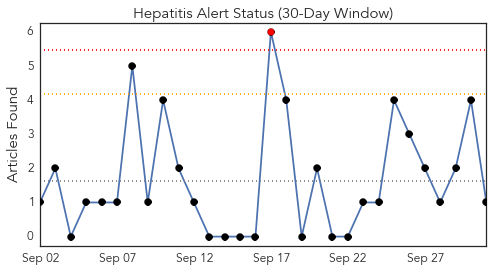 Hepatitis Alert Status (30-Day Window)
Articles Found
6
5
4
3
2
1
0
Sep 02 Sep 07 Sep 12 Sep 17 Sep 22 Sep 27